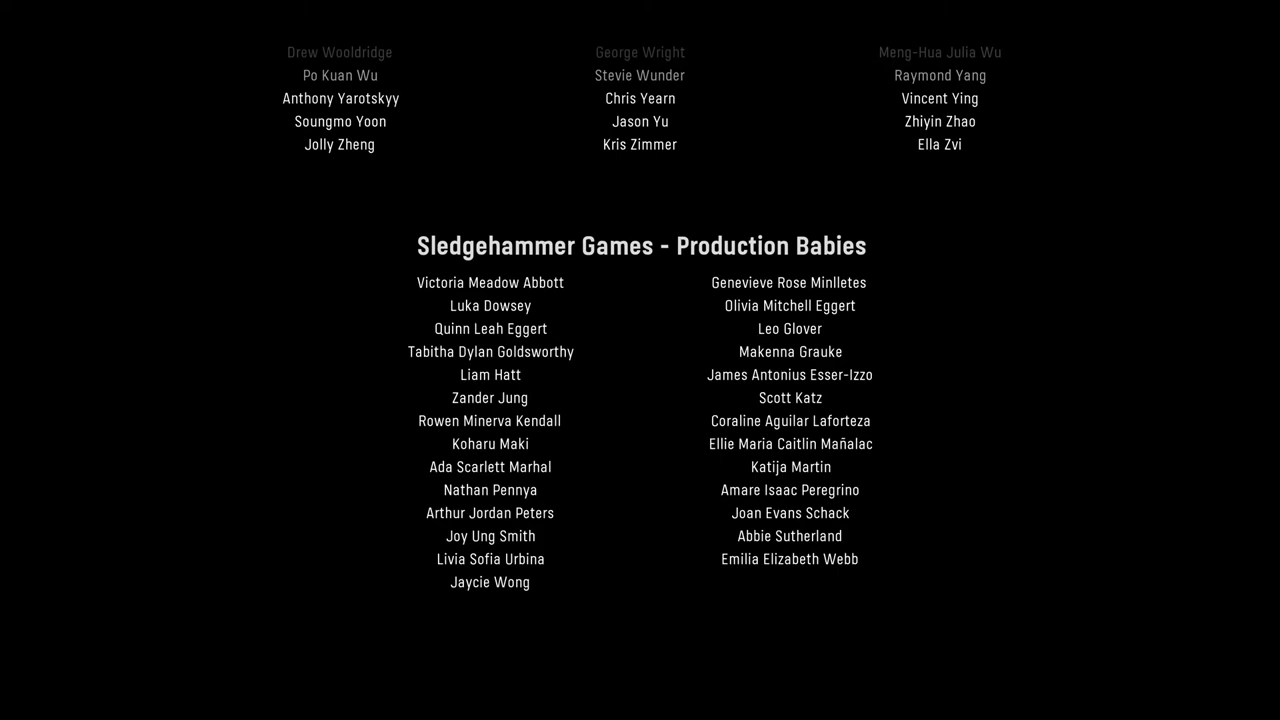 Drew Wooldridge George Wright Meng-Hua Julia Wu
Po Kuan Wu Stevie Wunder Raymond Yang
Anthony Yarotskyy Chris Yearn Vincent Ying
Soungmo Yoon Jason Yu Zhiyin Zhao
Jolly Zheng Kris Zimmer Ella Zvi
Sledgehammer Games - Production Babies
Victoria Meadow Abbott Genevieve Rose Minlletes
Luka Dowsey Olivia Mitchell Eggert
Quinn Leah Eggert Leo Glover
Tabitha Dylan Goldsworthy Makenna Grauke
Liam Hatt James Antonius Esser-Izzo
Zander Jung Scott Katz
Rowen Minerva Kendall Coraline Aguilar Laforteza
Koharu Maki Ellie Maria Caitlin Mañalac
Ada Scarlett Marhal Katija Martin
Nathan Pennya Amare Isaac Peregrino
Arthur Jordan Peters Joan Evans Schack
Joy Ung Smith Abbie Sutherland
Livia Sofia Urbina Emilia Elizabeth Webb
Jaycie Wong